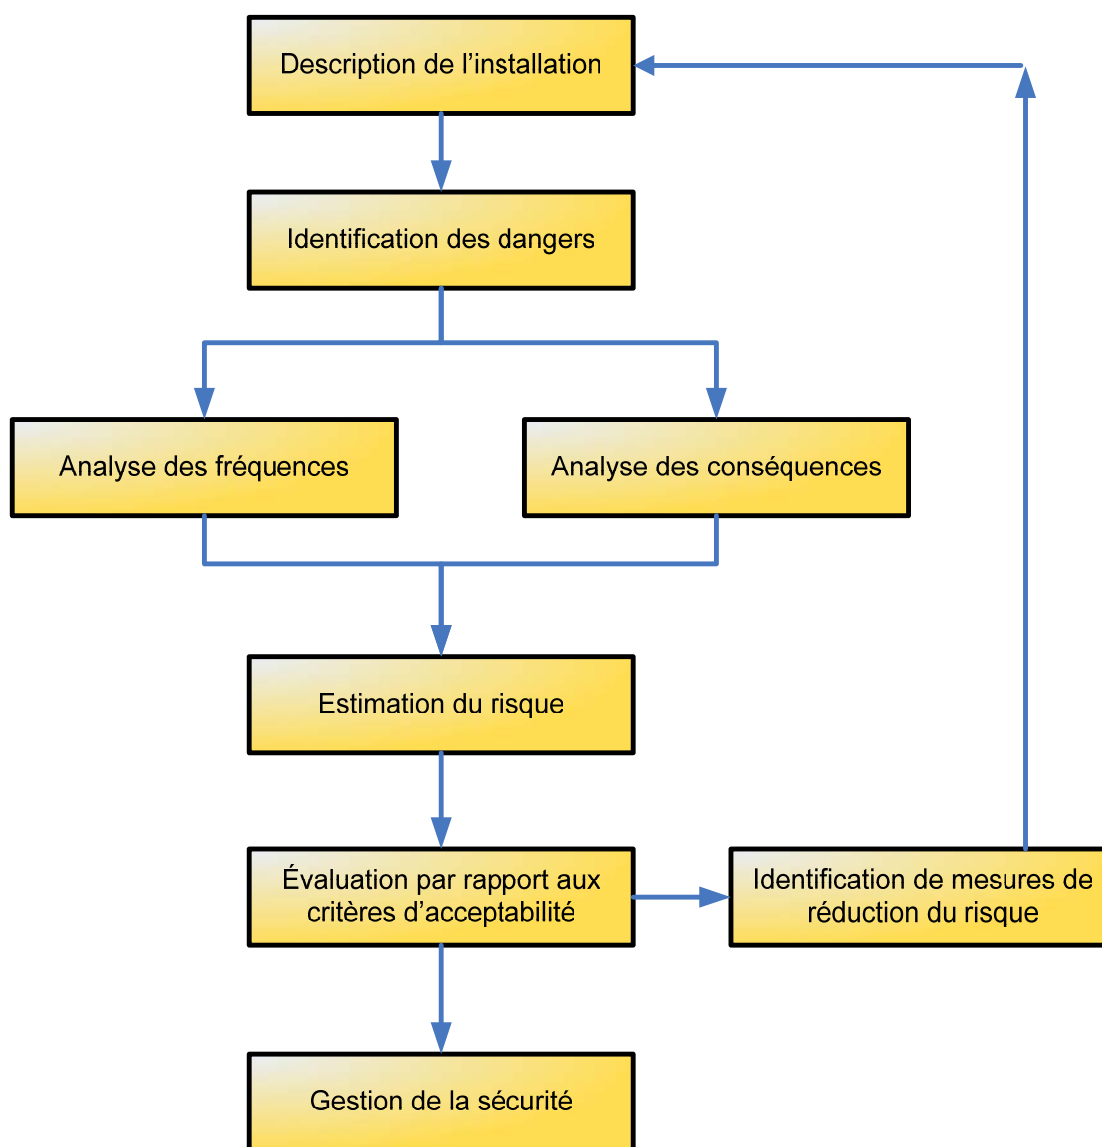 Description de l’installation
Identification des dangers
Analyse des fréquences
Analyse des conséquences
Estimation du risque
Évaluation par rapport aux
critères d’acceptabilité
Identification de mesures de
réduction du risque
Gestion de la sécurité